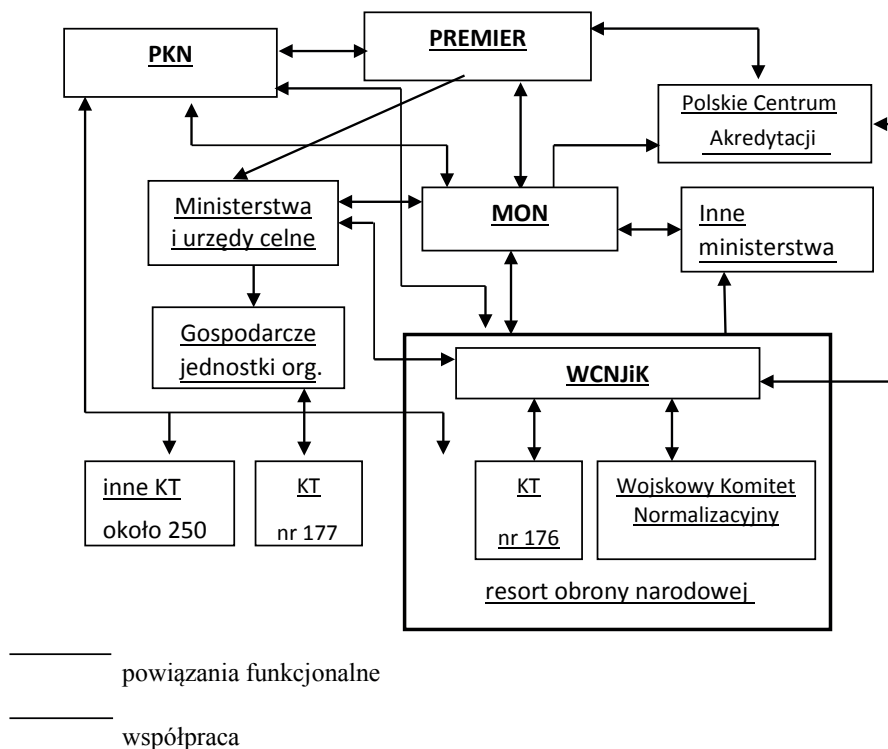 PREMIER
PKN
Polskie Centrum
Akredytacji
Ministerstwa
i urzędy celne
MON
Inne
ministerstwa
Gospodarcze
jednostki org.
WCNJiK
inne KT
około 250
KT
nr 177
KT
nr 176
Wojskowy Komitet
Normalizacyjny
resort obrony narodowej
powiązania funkcjonalne
współpraca